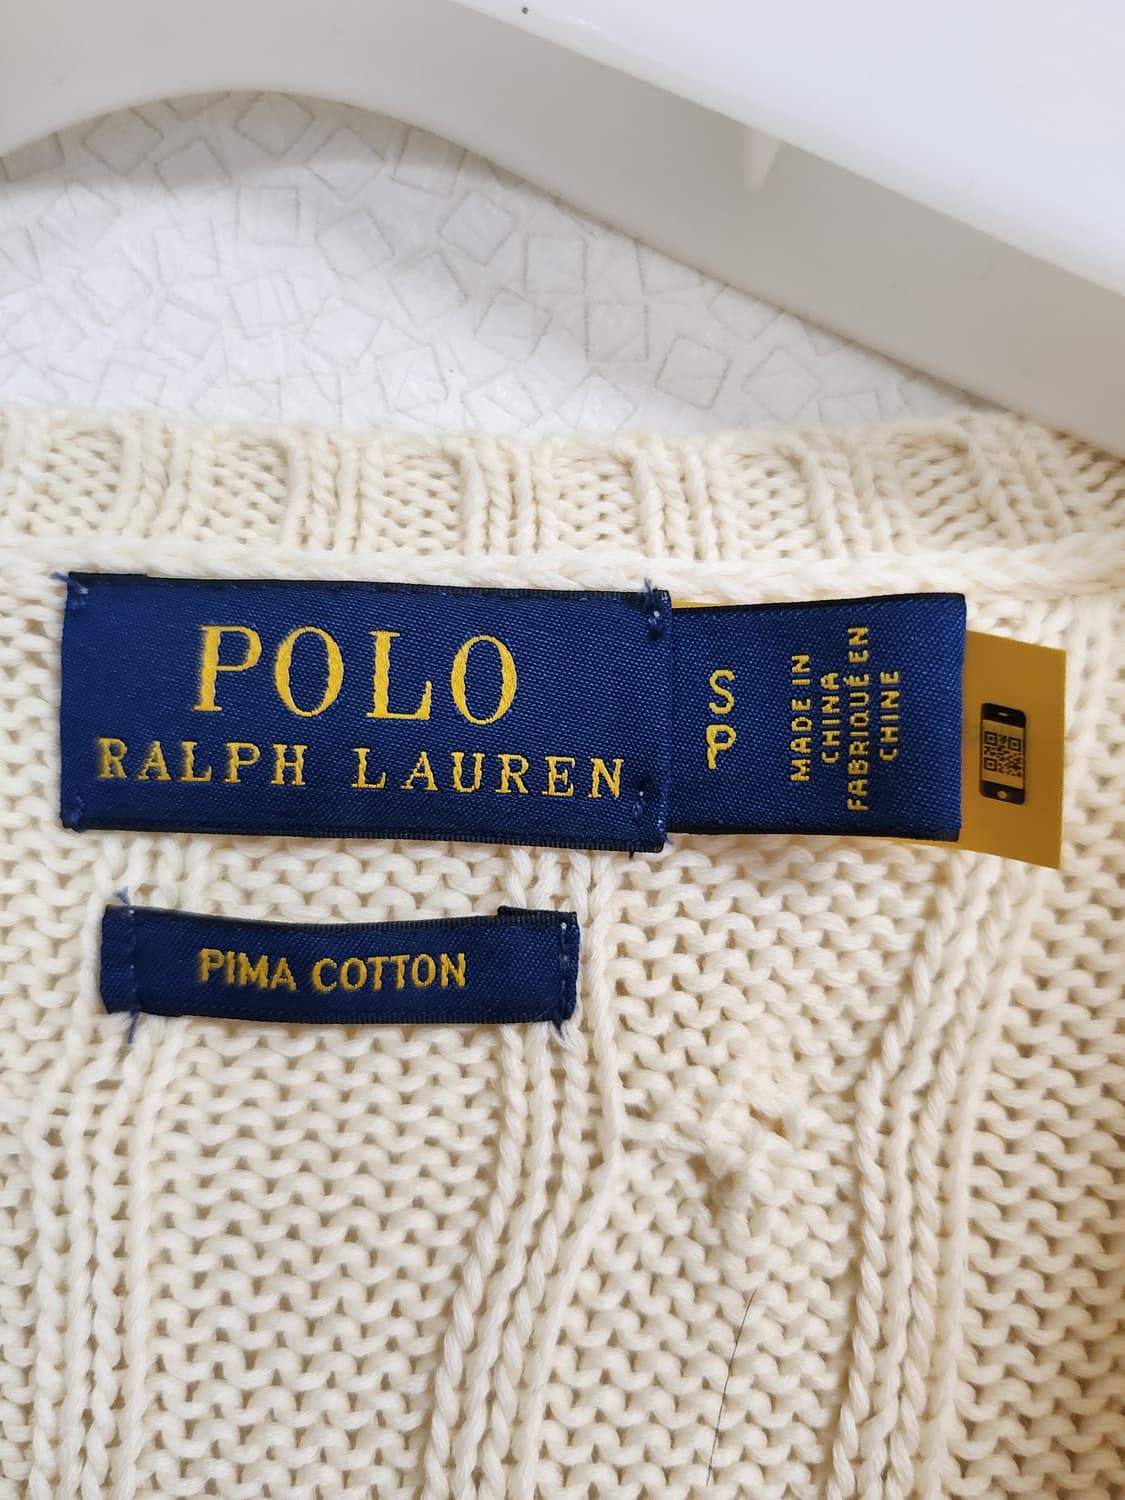 POLO
RALPH LAUREN
S
P
MADE IN
CHINA
FABRIQUÉ EN
CHINE
PIMA COTTON